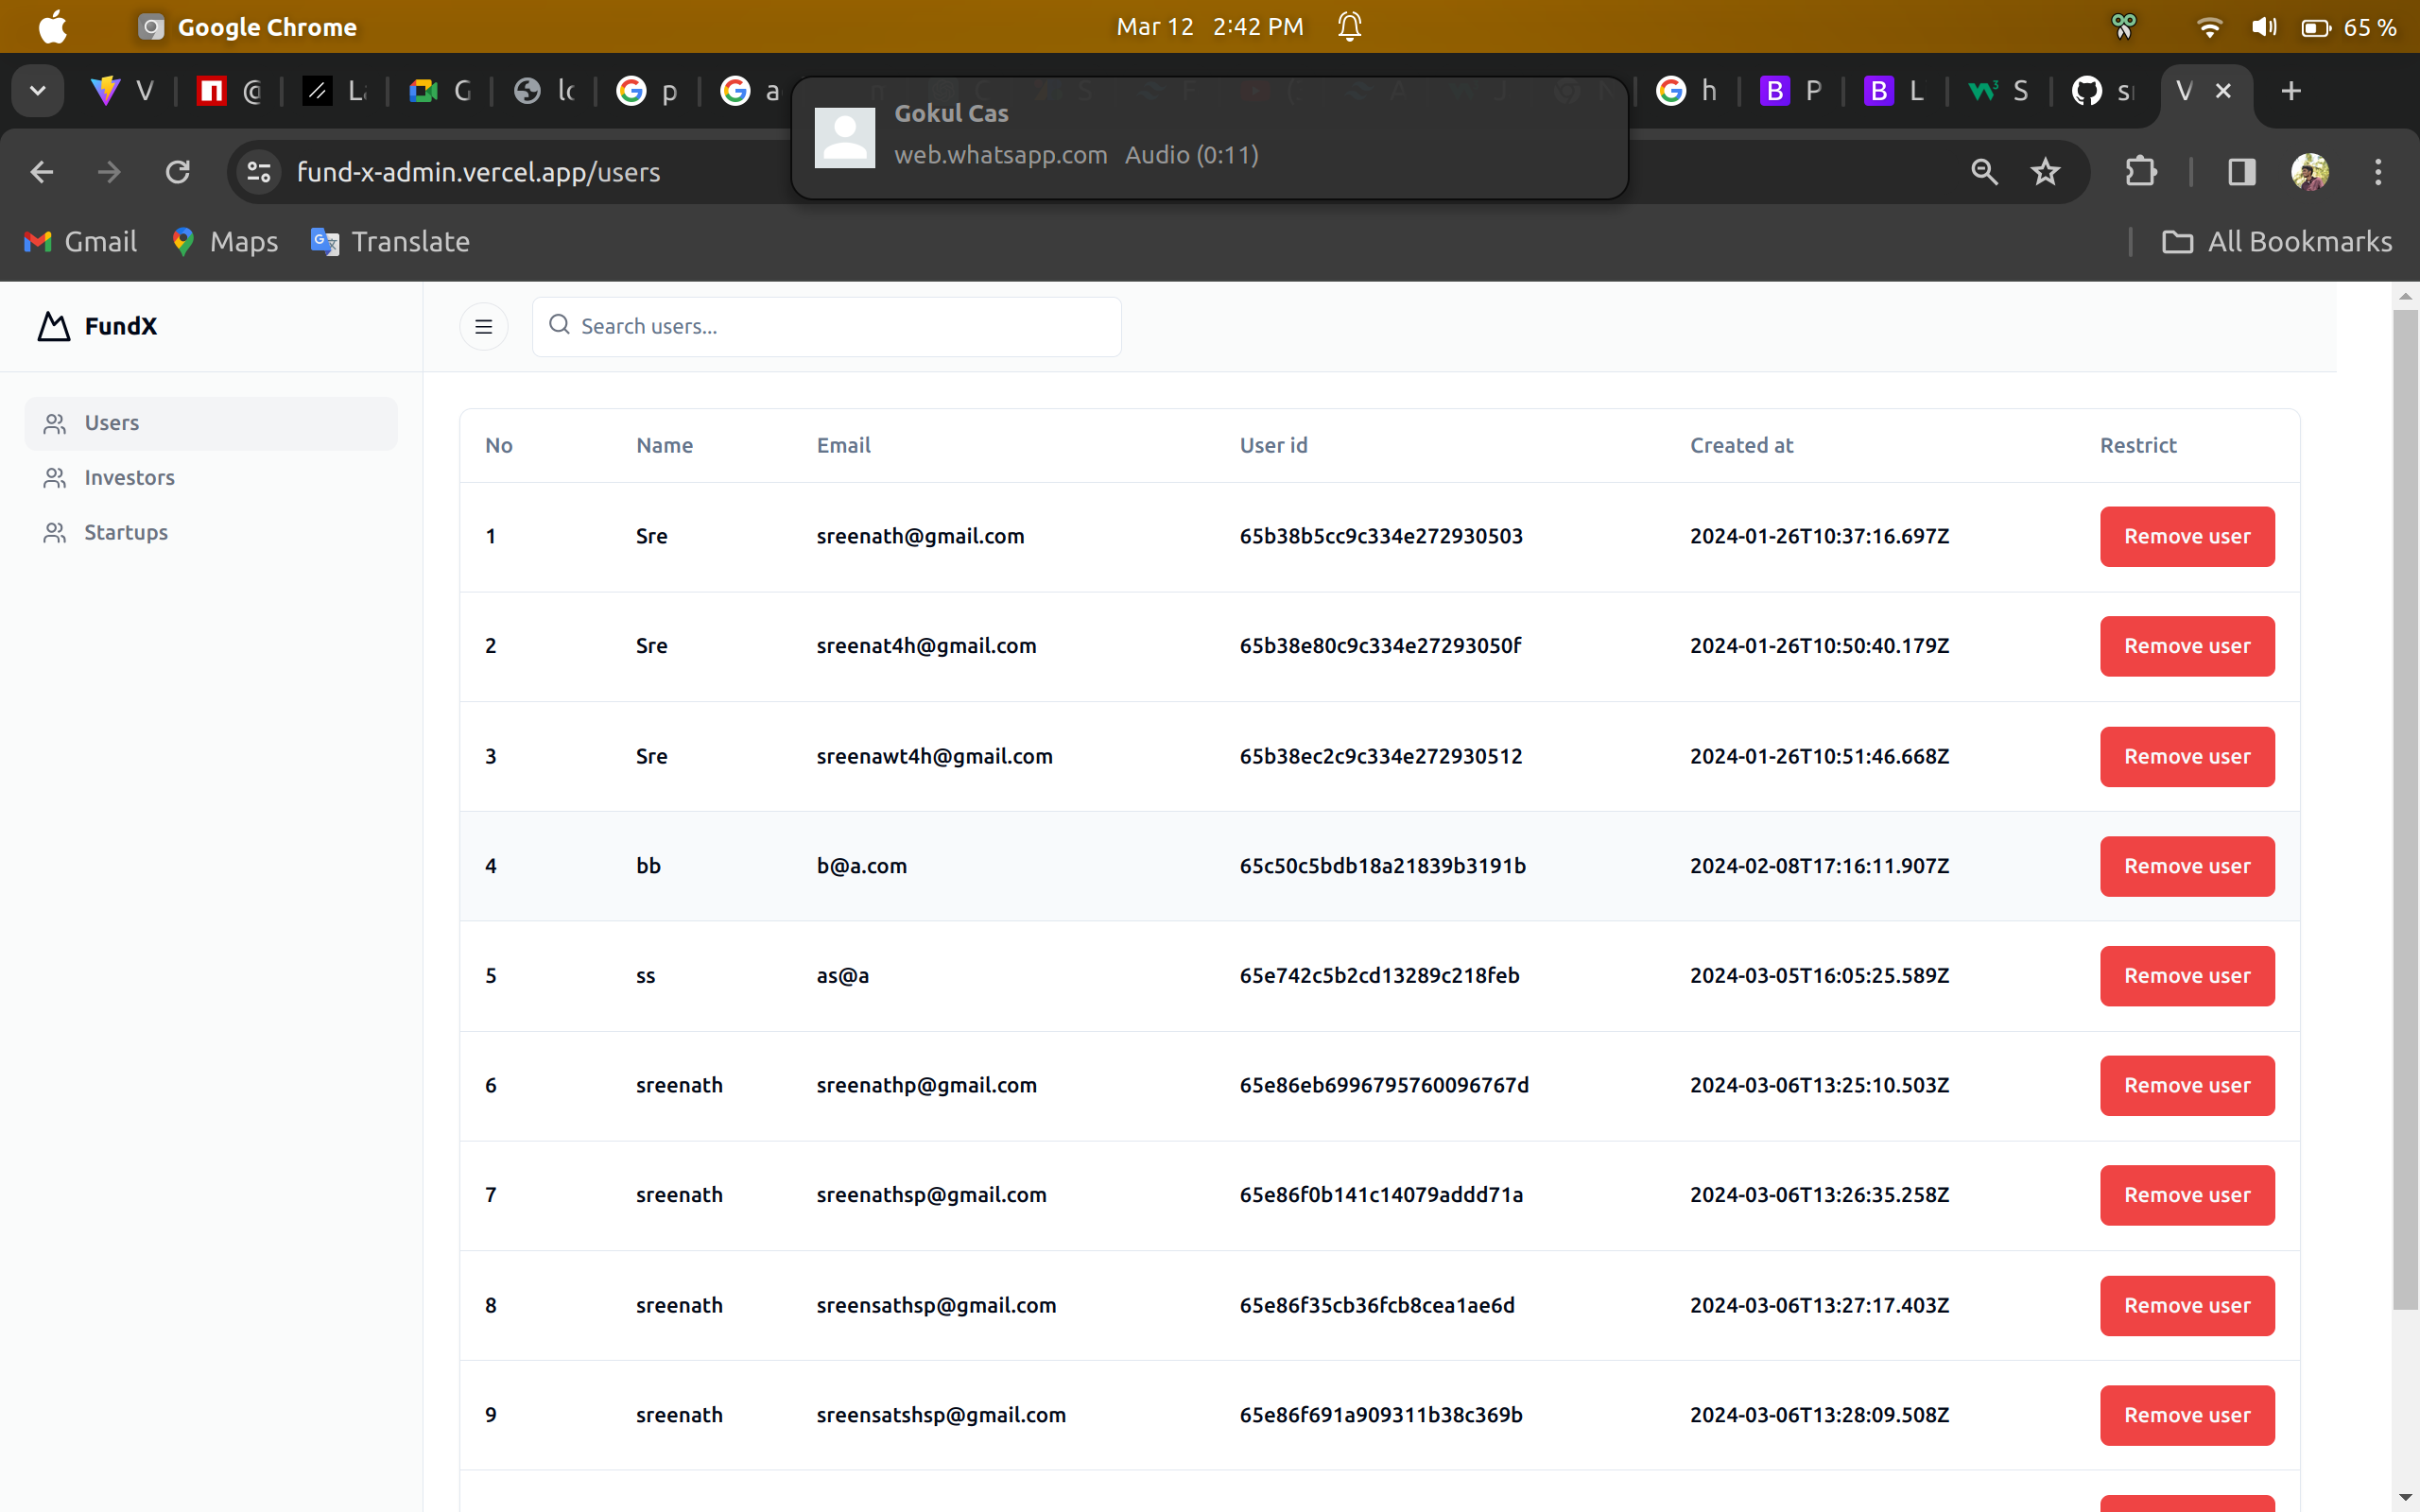 Google Chrome
Mar 12 2:42 PM
65 %
V
@
G
p
a
h
P
L
S
V
Gokul Cas
web.whatsapp.com Audio (0:11)
fund-x-admin.vercel.app/users
Gmail
Maps
Translate
All Bookmarks
FundX
Search users...
Users
Investors
Startups
No Name Email User id Created at Restrict
1 Sre sreenath@gmail.com 65b38b5cc9c334e272930503 2024-01-26T10:37:16.697Z Remove user
2 Sre sreenat4h@gmail.com 65b38e80c9c334e27293050f 2024-01-26T10:50:40.179Z Remove user
3 Sre sreenawt4h@gmail.com 65b38ec2c9c334e272930512 2024-01-26T10:51:46.668Z Remove user
4 bb b@a.com 65c50c5bdb18a21839b3191b 2024-02-08T17:16:11.907Z Remove user
5 ss as@a 65e742c5b2cd13289c218feb 2024-03-05T16:05:25.589Z Remove user
6 sreenath sreenathp@gmail.com 65e86eb6996795760096767d 2024-03-06T13:25:10.503Z Remove user
7 sreenath sreenathsp@gmail.com 65e86f0b141c14079addd71a 2024-03-06T13:26:35.258Z Remove user
8 sreenath sreensathsp@gmail.com 65e86f35cb36fcb8cea1ae6d 2024-03-06T13:27:17.403Z Remove user
9 sreenath sreensatshsp@gmail.com 65e86f691a909311b38c369b 2024-03-06T13:28:09.508Z Remove user